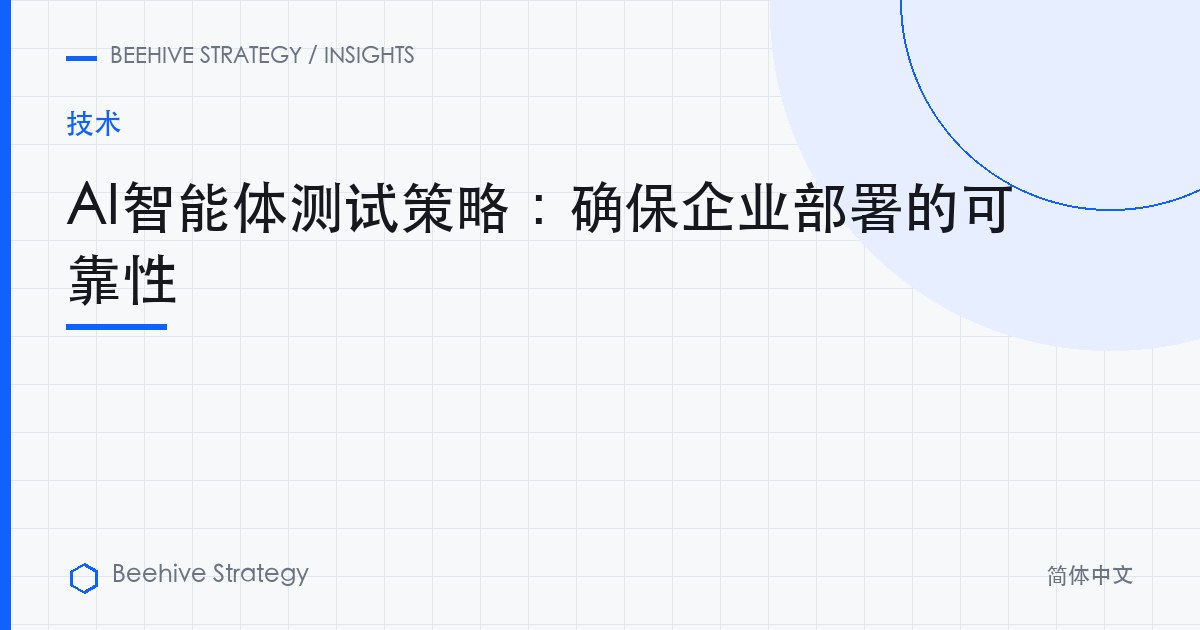 BEEHIVE STRATEGY / INSIGHTS
技术
AI智能体测试策略：确保企业部署的可
靠性
Beehive Strategy
简体中文